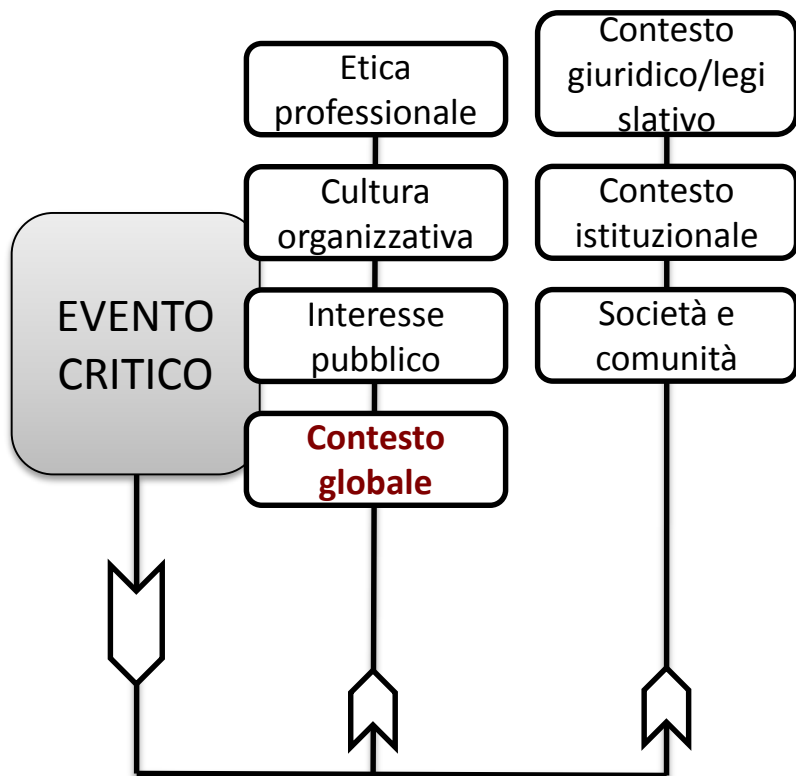 EVENTO
CRITICO
Etica
professionale
Cultura
organizzativa
Interesse
pubblico
Contesto
globale
Contesto
giuridico/legi
slativo
Contesto
istituzionale
Società e
comunità